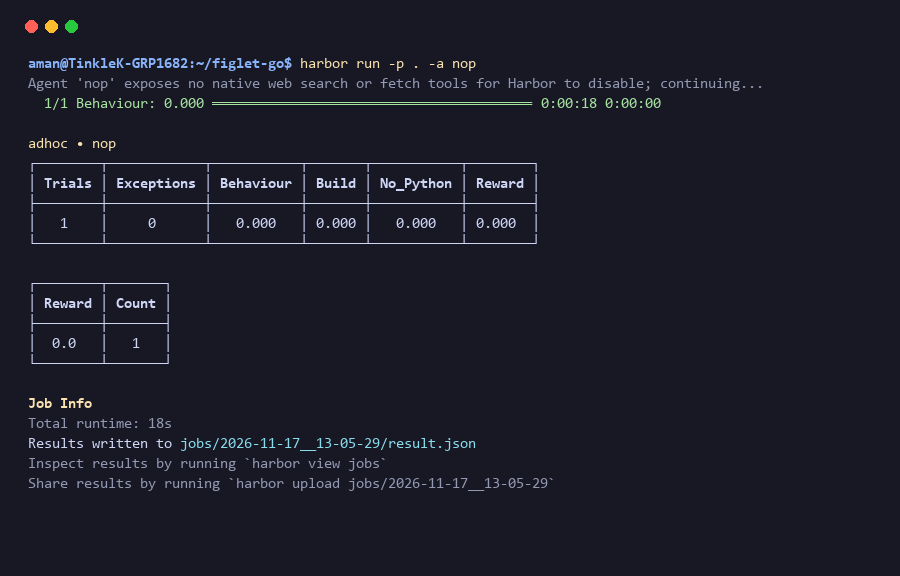 aman@TinkleK-GRP1682:~/figlet-go$ harbor run -p . -a nop
Agent 'nop' exposes no native web search or fetch tools for Harbor to disable; continuing...
1/1 Behaviour: 0.000 ════════════════════════════════════════ 0:00:18 0:00:00
adhoc • nop
Trials │ Exceptions │ Behaviour │ Build │ No_Python │ Reward
1 │ 0 │ 0.000 │ 0.000 │ 0.000 │ 0.000
Reward │ Count
0.0 │ 1
Job Info
Total runtime: 18s
Results written to jobs/2026-11-17__13-05-29/result.json
Inspect results by running `harbor view jobs`
Share results by running `harbor upload jobs/2026-11-17__13-05-29`